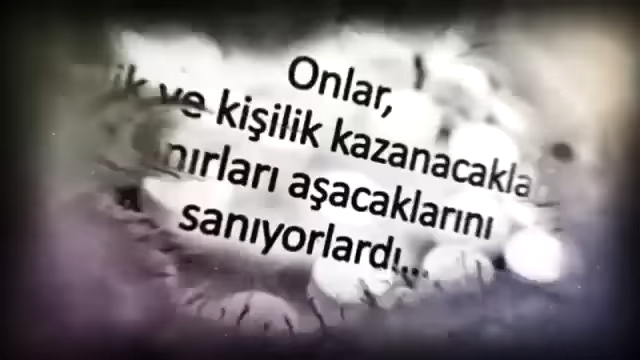 Onlar,
ve kişilik kazanacakla
nırları aşacaklarını
sanıyorlardı...